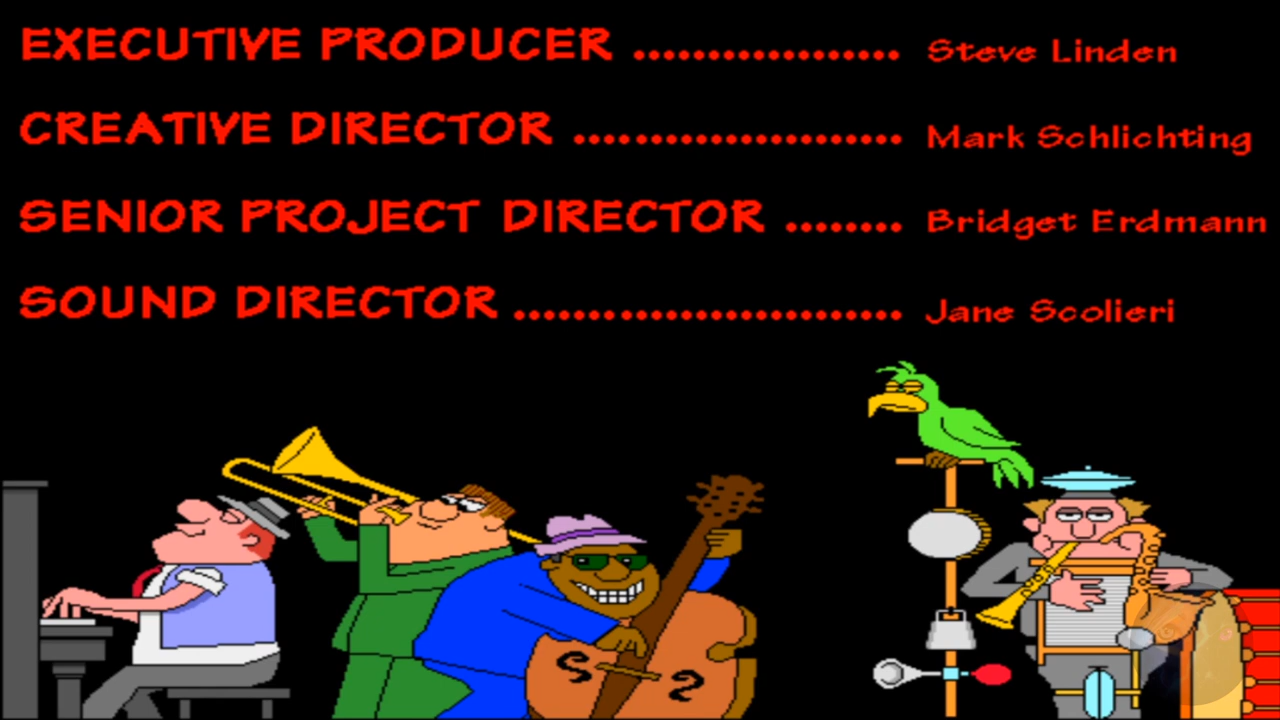 EXECUTIVE PRODUCER .................. Steve Linden
CREATIVE DIRECTOR ...................... Mark Schlichting
SENIOR PROJECT DIRECTOR ........ Bridget Erdmann
SOUND DIRECTOR .......................... Jane Scolieri